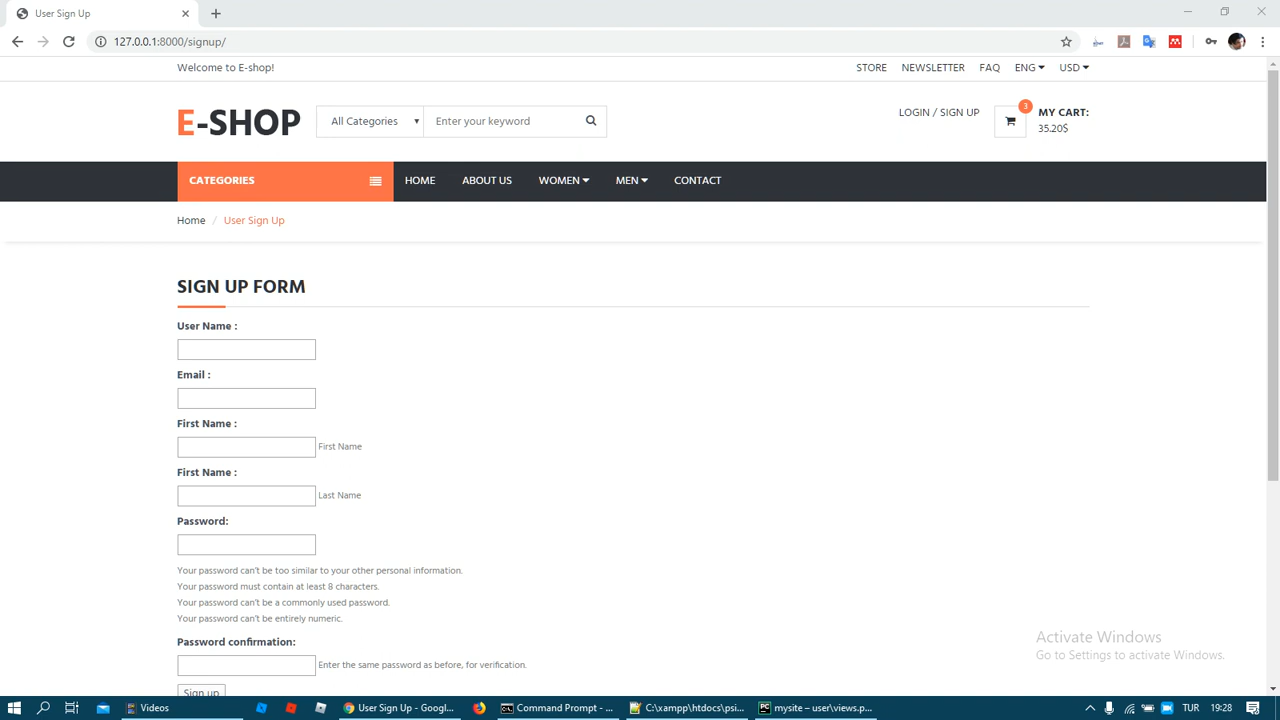 User Sign Up
127.0.0.1:8000/signup/
Welcome to E-shop!
STORE NEWSLETTER FAQ ENG USD
E-SHOP
All Categories Enter your keyword
LOGIN / SIGN UP
3
MY CART:
35.20$
CATEGORIES HOME ABOUT US WOMEN MEN CONTACT
Home / User Sign Up
SIGN UP FORM
User Name :
Email :
First Name :
First Name
First Name :
Last Name
Password:
Your password can't be too similar to your other personal information.
Your password must contain at least 8 characters.
Your password can't be a commonly used password.
Your password can't be entirely numeric.
Password confirmation:
Enter the same password as before, for verification.
Sign up
Activate Windows
Go to Settings to activate Windows.
Videos User Sign Up - Googl... Command Prompt - ... C:\xampp\htdocs\psi... mysite – user\views.p... TUR 19:28